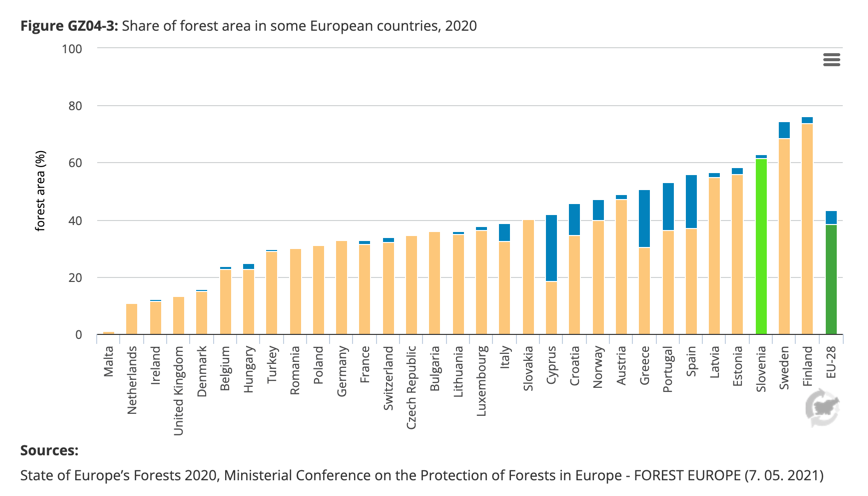 Figure GZ04-3: Share of forest area in some European countries, 2020
100
80
60
40
20
0
forest area (%)
Malta
Netherlands
Ireland
United Kingdom
Denmark
Belgium
Hungary
Turkey
Romania
Poland
Germany
France
Switzerland
Czech Republic
Bulgaria
Lithuania
Luxembourg
Italy
Slovakia
Cyprus
Croatia
Norway
Austria
Greece
Portugal
Spain
Latvia
Estonia
Slovenia
Sweden
Finland
EU-28
Sources:
State of Europe’s Forests 2020, Ministerial Conference on the Protection of Forests in Europe - FOREST EUROPE (7. 05. 2021)